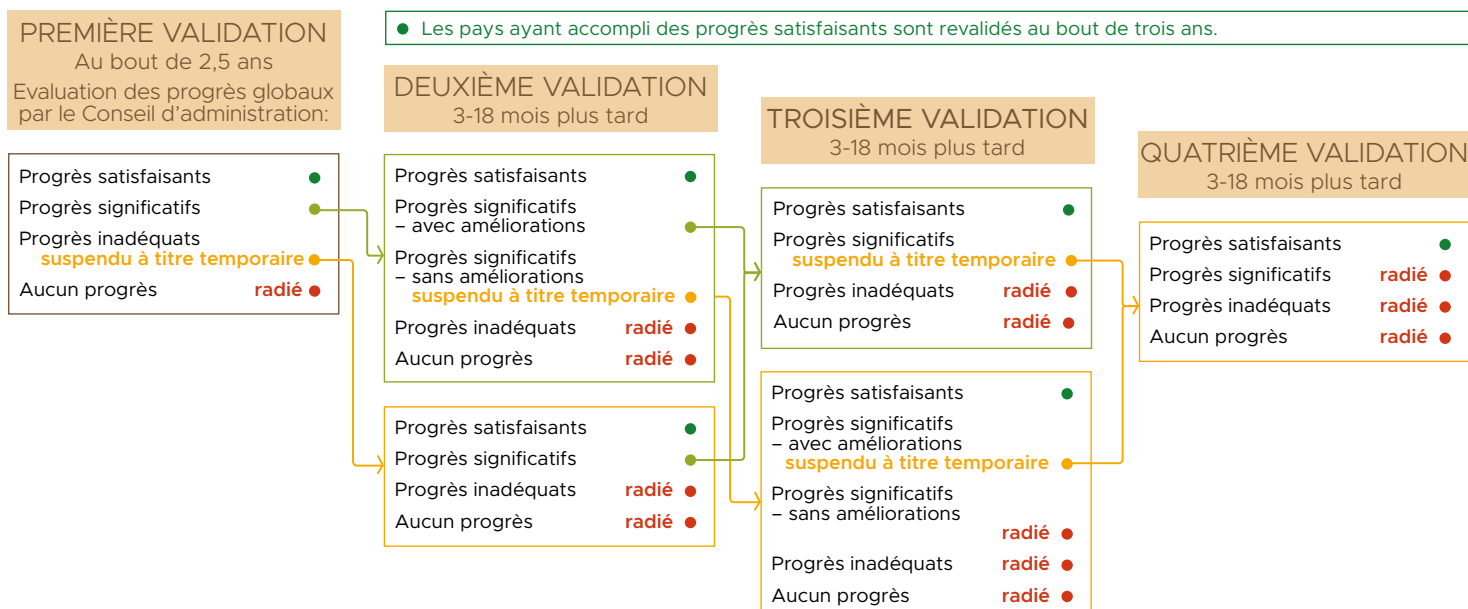 PREMIÈRE VALIDATION
Au bout de 2,5 ans
Evaluation des progrès globaux
par le Conseil d’administration:
Progrès satisfaisants
Progrès significatifs
Progrès inadéquats
suspendu à titre temporaire
Aucun progrès radié
Les pays ayant accompli des progrès satisfaisants sont revalidés au bout de trois ans.
DEUXIÈME VALIDATION
3-18 mois plus tard
Progrès satisfaisants
Progrès significatifs
– avec améliorations
Progrès significatifs
– sans améliorations
suspendu à titre temporaire
Progrès inadéquats radié
Aucun progrès radié
Progrès satisfaisants
Progrès significatifs
Progrès inadéquats radié
Aucun progrès radié
TROISIÈME VALIDATION
3-18 mois plus tard
Progrès satisfaisants
Progrès significatifs
suspendu à titre temporaire
Progrès inadéquats radié
Aucun progrès radié
Progrès satisfaisants
Progrès significatifs
– avec améliorations
suspendu à titre temporaire
Progrès significatifs
– sans améliorations
radié
Progrès inadéquats radié
Aucun progrès radié
QUATRIÈME VALIDATION
3-18 mois plus tard
Progrès satisfaisants
Progrès significatifs radié
Progrès inadéquats radié
Aucun progrès radié